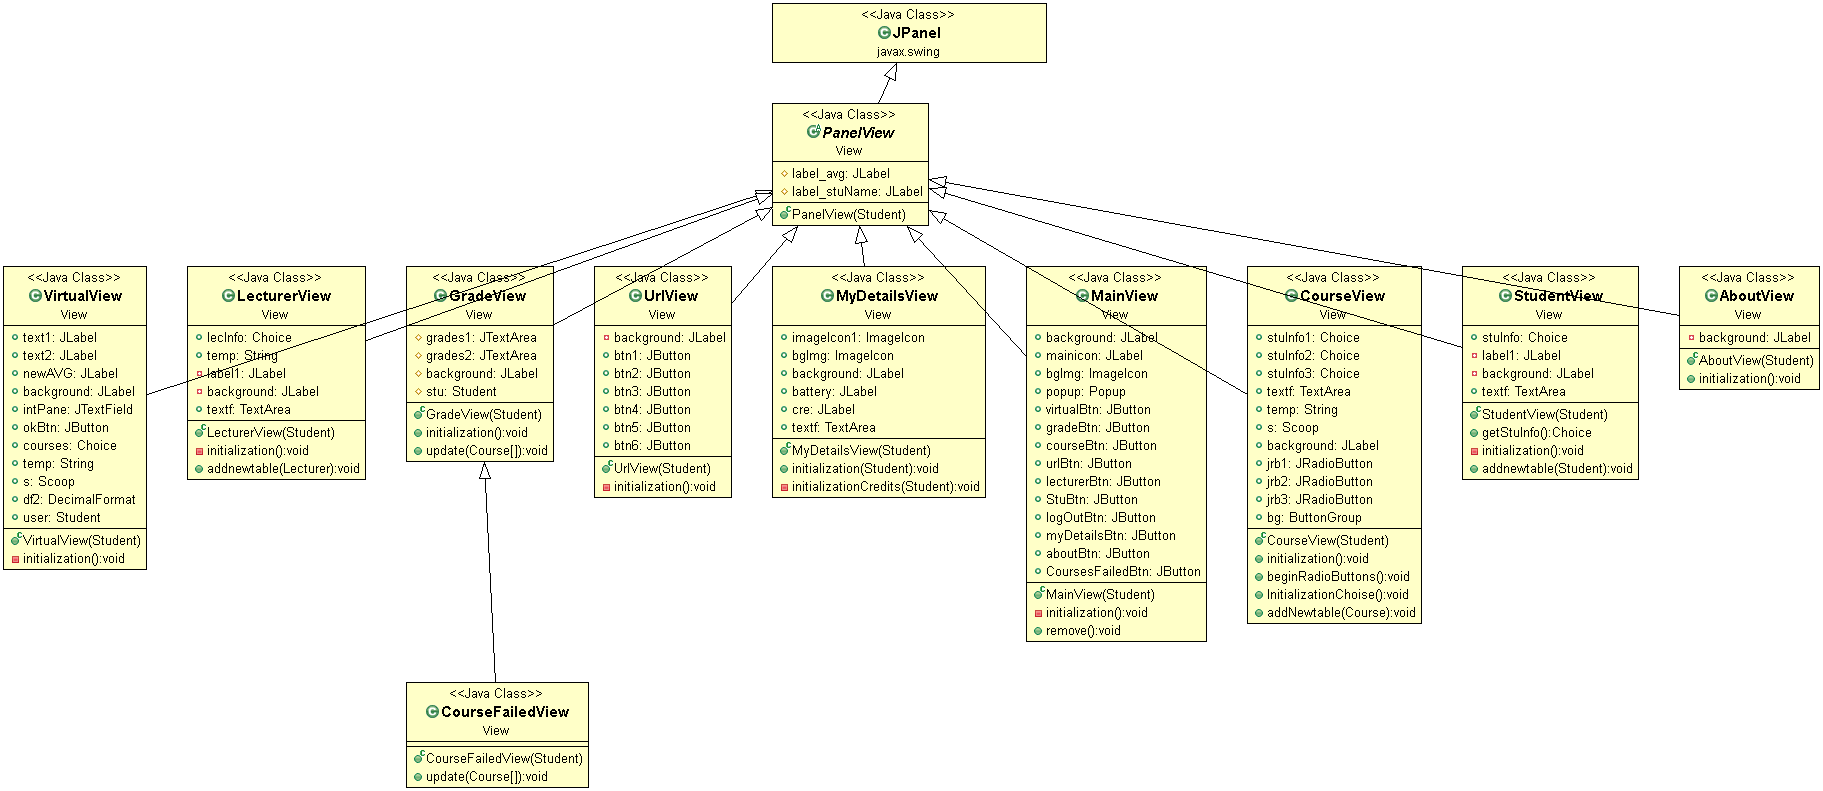 <<Java Class>>
JPanel
javax.swing
<<Java Class>>
PanelView
View
label_avg: JLabel
label_stuName: JLabel
PanelView(Student)
<<Java Class>>
VirtualView
View
text1: JLabel
text2: JLabel
newAVG: JLabel
background: JLabel
intPane: JTextField
okBtn: JButton
courses: Choice
temp: String
s: Scoop
df2: DecimalFormat
user: Student
VirtualView(Student)
initialization():void
<<Java Class>>
LecturerView
View
lecInfo: Choice
temp: String
label1: JLabel
background: JLabel
textf: TextArea
LecturerView(Student)
initialization():void
addnewtable(Lecturer):void
<<Java Class>>
GradeView
View
grades1: JTextArea
grades2: JTextArea
background: JLabel
stu: Student
GradeView(Student)
initialization():void
update(Course[]):void
<<Java Class>>
UrlView
View
background: JLabel
btn1: JButton
btn2: JButton
btn3: JButton
btn4: JButton
btn5: JButton
btn6: JButton
UrlView(Student)
initialization():void
<<Java Class>>
MyDetailsView
View
imageIcon1: ImageIcon
bgImg: ImageIcon
background: JLabel
battery: JLabel
cre: JLabel
textf: TextArea
MyDetailsView(Student)
initialization(Student):void
initializationCredits(Student):void
<<Java Class>>
MainView
View
background: JLabel
mainicon: JLabel
bgImg: ImageIcon
popup: Popup
virtualBtn: JButton
gradeBtn: JButton
courseBtn: JButton
urlBtn: JButton
lecturerBtn: JButton
StuBtn: JButton
logOutBtn: JButton
myDetailsBtn: JButton
aboutBtn: JButton
CoursesFailedBtn: JButton
MainView(Student)
initialization():void
remove():void
<<Java Class>>
CourseView
View
stuInfo1: Choice
stuInfo2: Choice
stuInfo3: Choice
textf: TextArea
temp: String
s: Scoop
background: JLabel
jrb1: JRadioButton
jrb2: JRadioButton
jrb3: JRadioButton
bg: ButtonGroup
CourseView(Student)
initialization():void
beginRadioButtons():void
InitializationChoise():void
addNewtable(Course):void
<<Java Class>>
StudentView
View
stuInfo: Choice
label1: JLabel
background: JLabel
textf: TextArea
StudentView(Student)
getStuInfo():Choice
initialization():void
addnewtable(Student):void
<<Java Class>>
AboutView
View
background: JLabel
AboutView(Student)
initialization():void
<<Java Class>>
CourseFailedView
View
CourseFailedView(Student)
update(Course[]):void